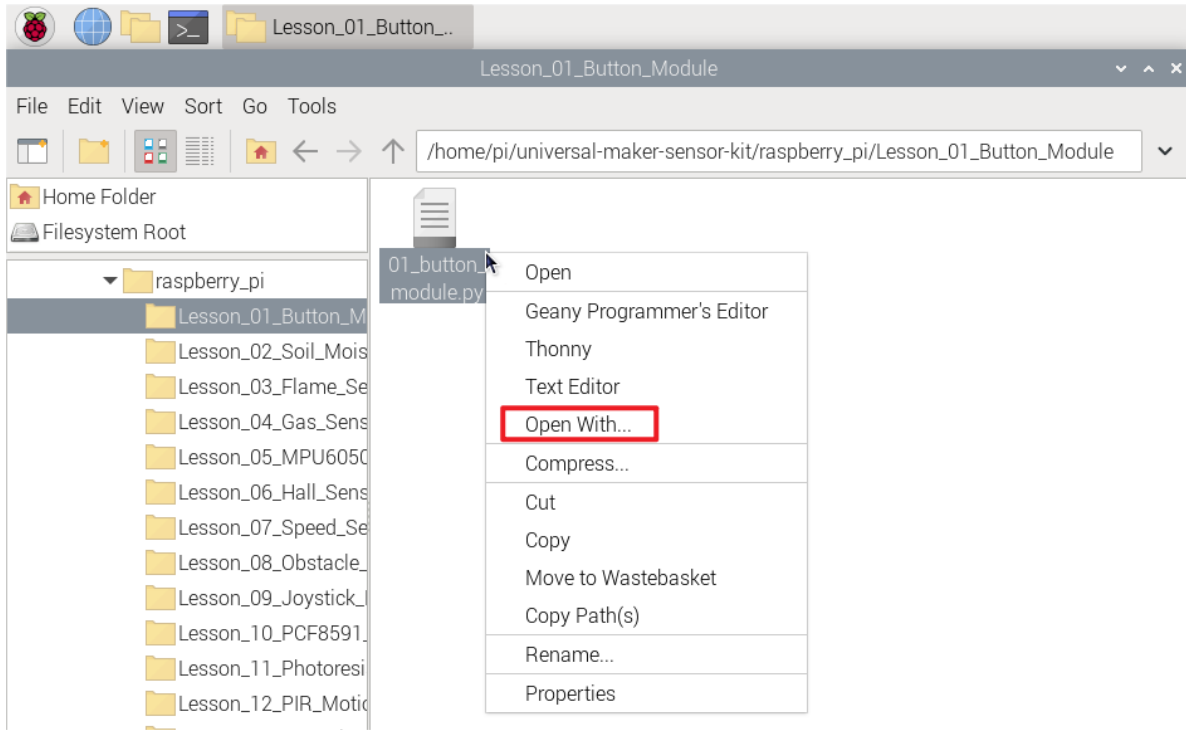 Lesson_01_Button_..
Lesson_01_Button_Module
File Edit View Sort Go Tools
/home/pi/universal-maker-sensor-kit/raspberry_pi/Lesson_01_Button_Module
Home Folder
Filesystem Root
raspberry_pi
Lesson_01_Button_M
Lesson_02_Soil_Mois
Lesson_03_Flame_Se
Lesson_04_Gas_Sens
Lesson_05_MPU6050
Lesson_06_Hall_Sens
Lesson_07_Speed_Se
Lesson_08_Obstacle_
Lesson_09_Joystick_
Lesson_10_PCF8591_
Lesson_11_Photoresi
Lesson_12_PIR_Motio
01_button_
module.py
Open
Geany Programmer's Editor
Thonny
Text Editor
Open With...
Compress...
Cut
Copy
Move to Wastebasket
Copy Path(s)
Rename...
Properties